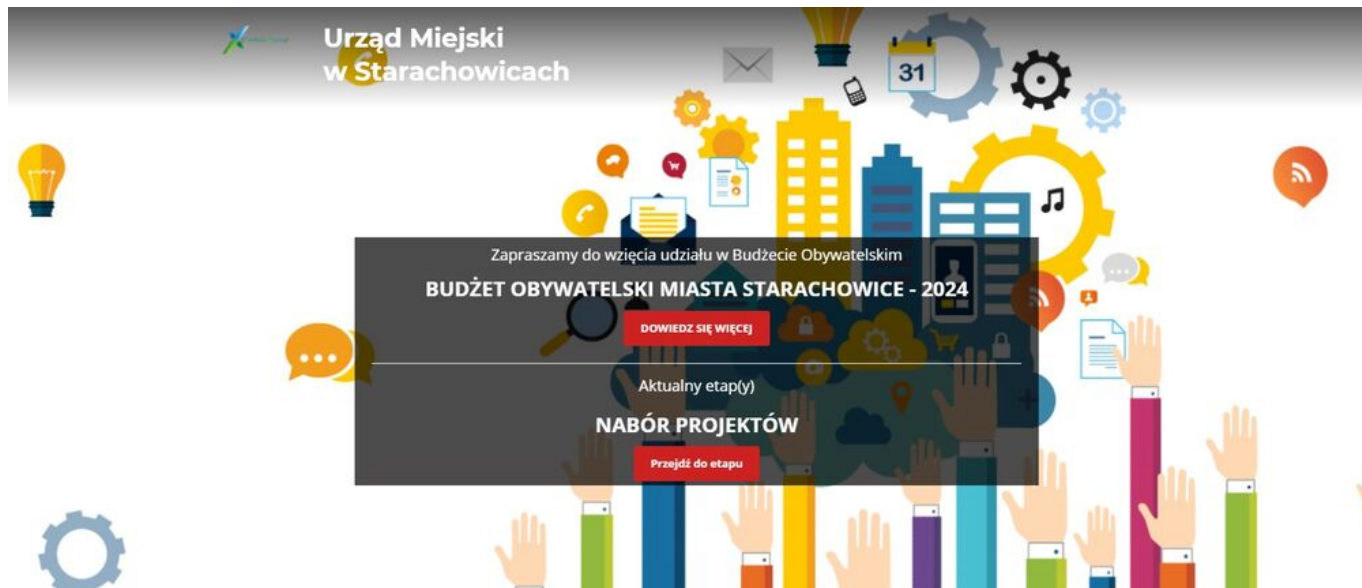 Urząd Miejski
w Starachowicach
31
Zapraszamy do wzięcia udziału w Budżecie Obywatelskim
BUDŻET OBYWATELSKI MIASTA STARACHOWICE - 2024
DOWIEDZ SIĘ WIĘCEJ
Aktualny etap(y)
NABÓR PROJEKTÓW
Przejdź do etapu